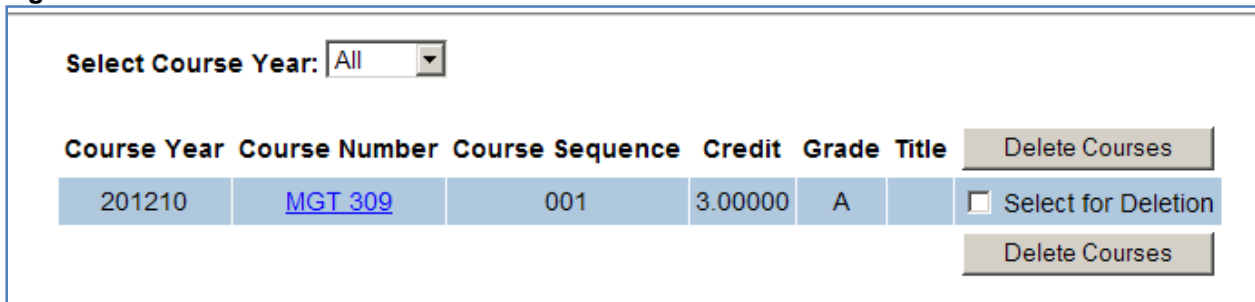 Select Course Year: All
Course Year Course Number Course Sequence Credit Grade Title Delete Courses
201210 MGT 309 001 3.00000 A Select for Deletion
Delete Courses